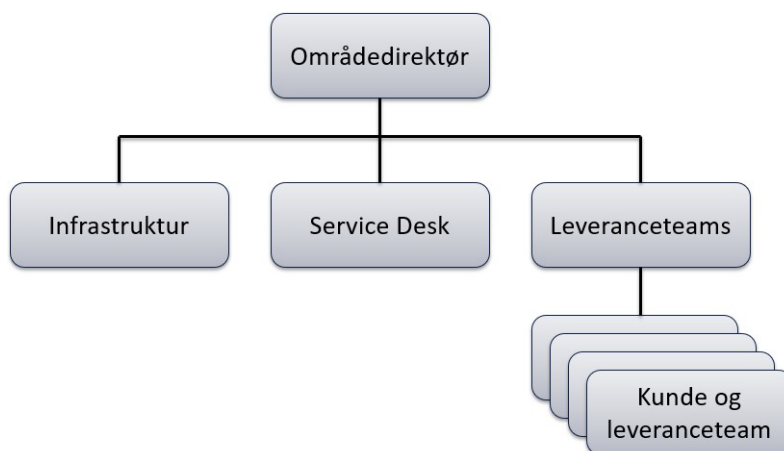 Områdedirektør
Infrastruktur
Service Desk
Leveranceteams
Kunde og
leveranceteam